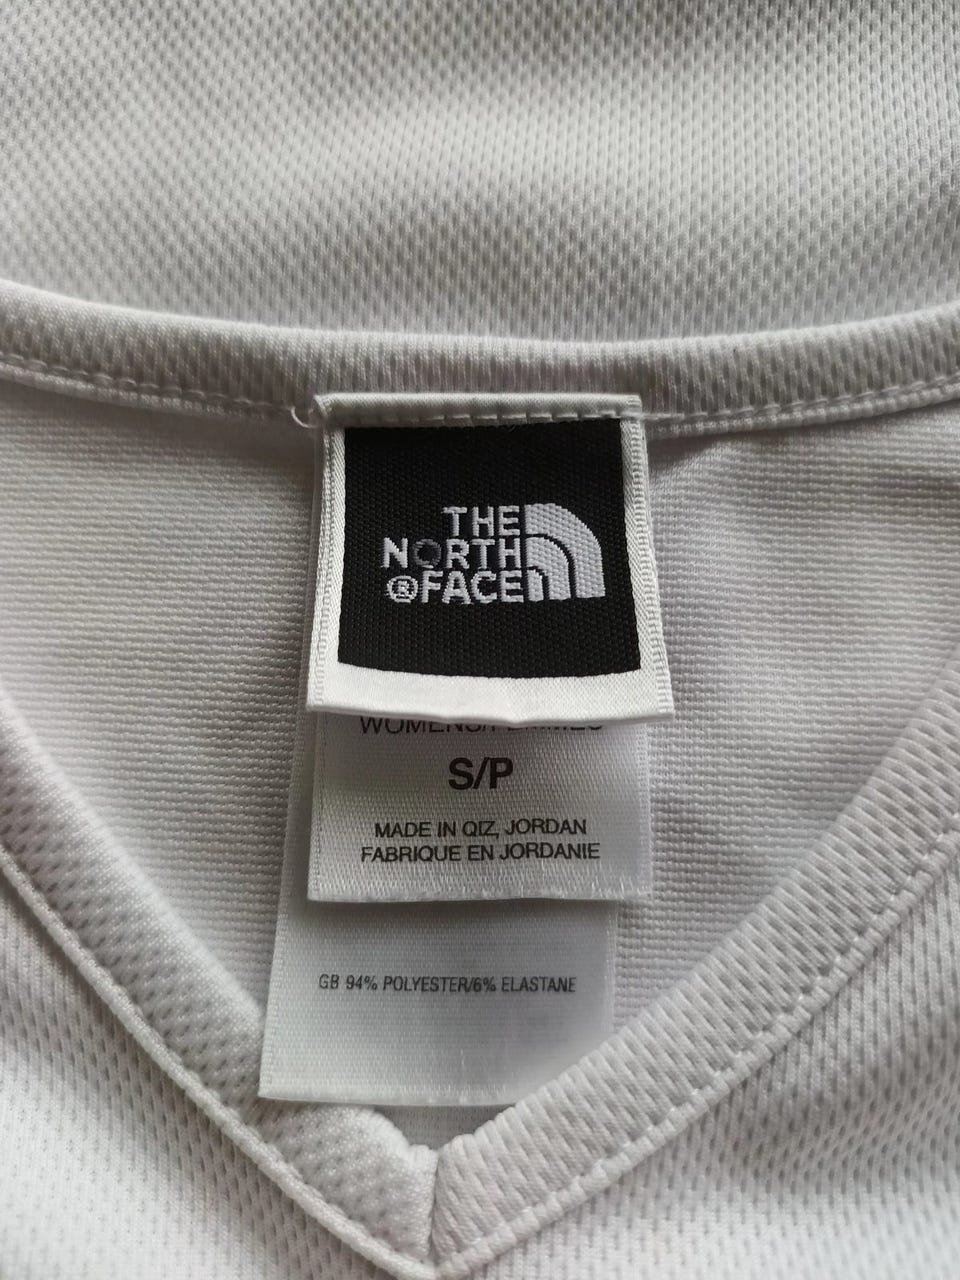 THE
NORTH
®FACE
S/P
MADE IN QIZ, JORDAN
FABRIQUE EN JORDANIE
GB 94% POLYESTER/6% ELASTANE